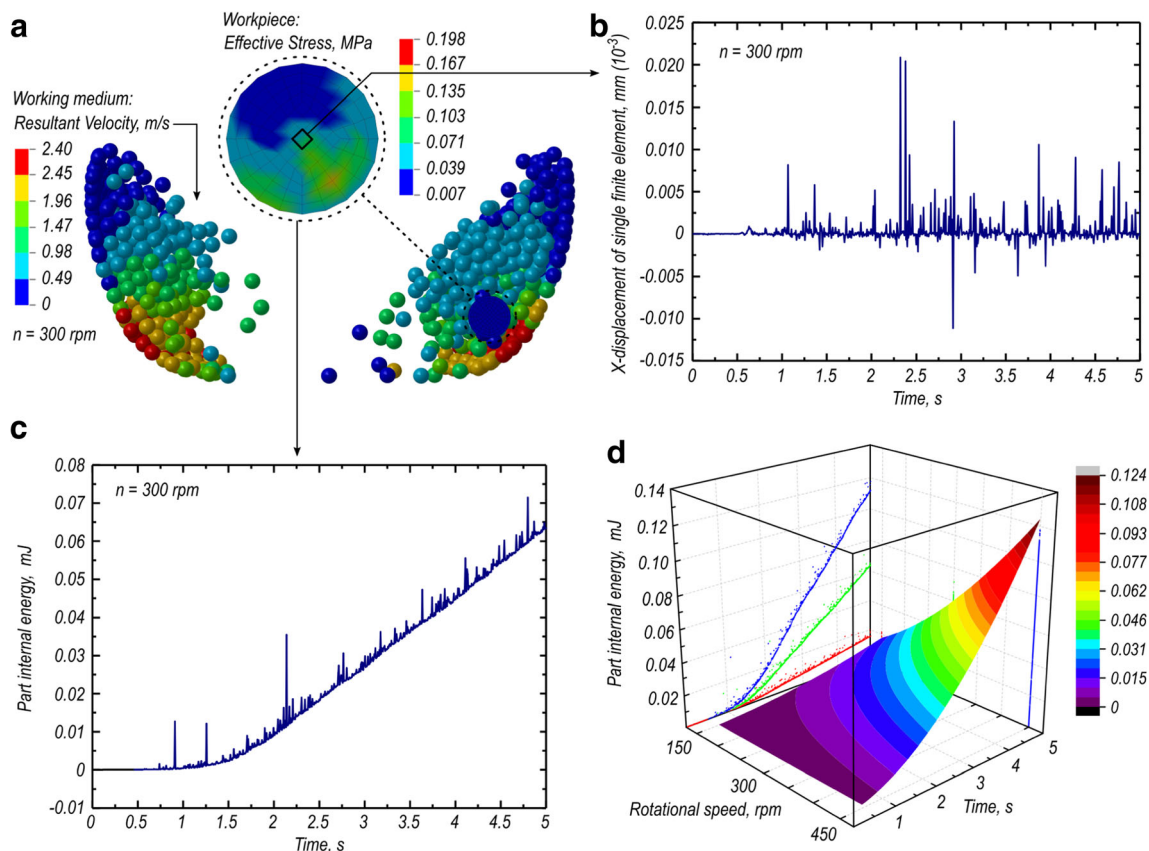 a
Workpiece:
Effective Stress, MPa
0.198
0.167
0.135
0.103
0.071
0.039
0.007
Working medium:
Resultant Velocity, m/s
2.40
2.45
1.96
1.47
0.98
0.49
0
n = 300 rpm
b
n = 300 rpm
X-displacement of single finite element, mm (10⁻³)
0.025
0.020
0.015
0.010
0.005
0
-0.005
-0.010
-0.015
0 0.5 1 1.5 2 2.5 3 3.5 4 4.5 5
Time, s
c
n = 300 rpm
Part internal energy, mJ
0.08
0.07
0.06
0.05
0.04
0.03
0.02
0.01
0
-0.01
0 0.5 1 1.5 2 2.5 3 3.5 4 4.5 5
Time, s
d
Part internal energy, mJ
0.14
0.12
0.10
0.08
0.06
0.04
0.02
150
300
450
Rotational speed, rpm
1
2
3
4
5
Time, s
0.124
0.108
0.093
0.077
0.062
0.046
0.031
0.015
0